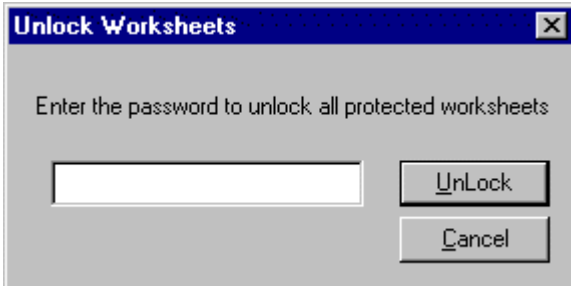 Unlock Worksheets
Enter the password to unlock all protected worksheets
UnLock
Cancel